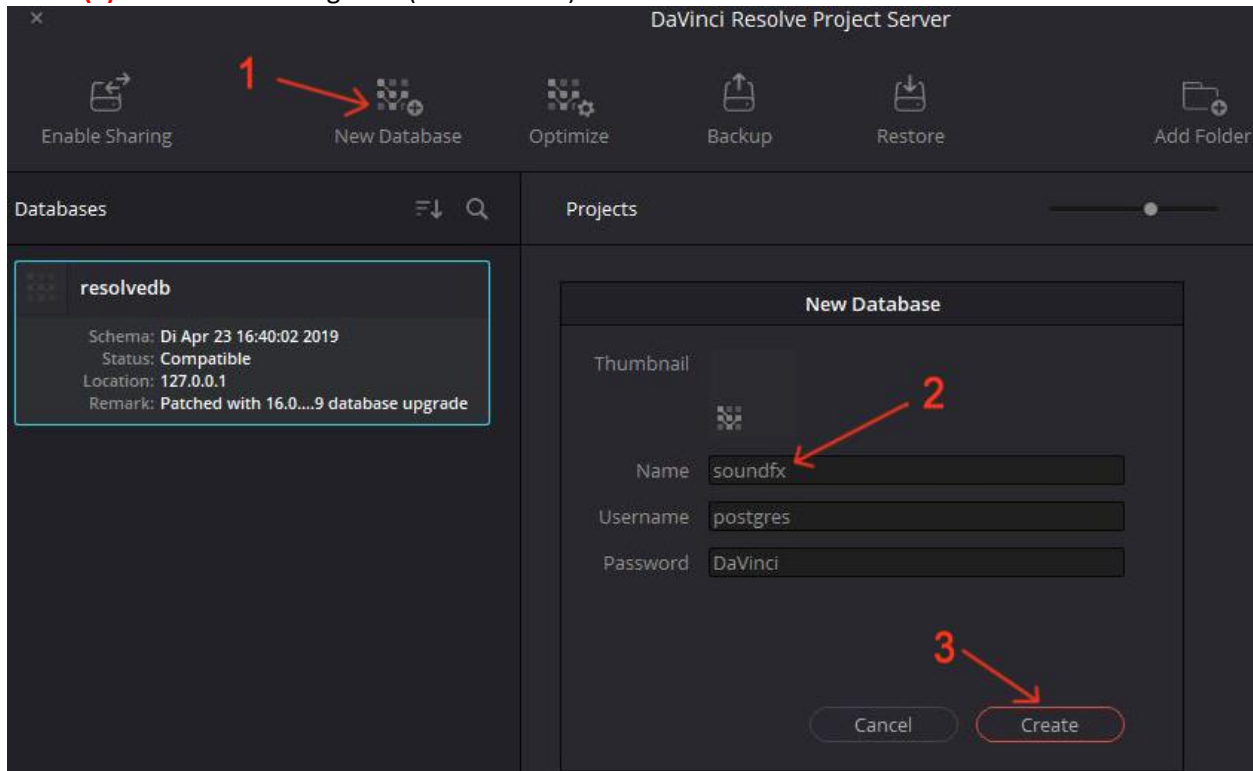 DaVinci Resolve Project Server
1
Enable Sharing
New Database
Optimize
Backup
Restore
Add Folder
Databases
Projects
resolvedb
Schema: Di Apr 23 16:40:02 2019
Status: Compatible
Location: 127.0.0.1
Remark: Patched with 16.0....9 database upgrade
New Database
Thumbnail
2
Name soundfx
Username postgres
Password DaVinci
3
Cancel
Create